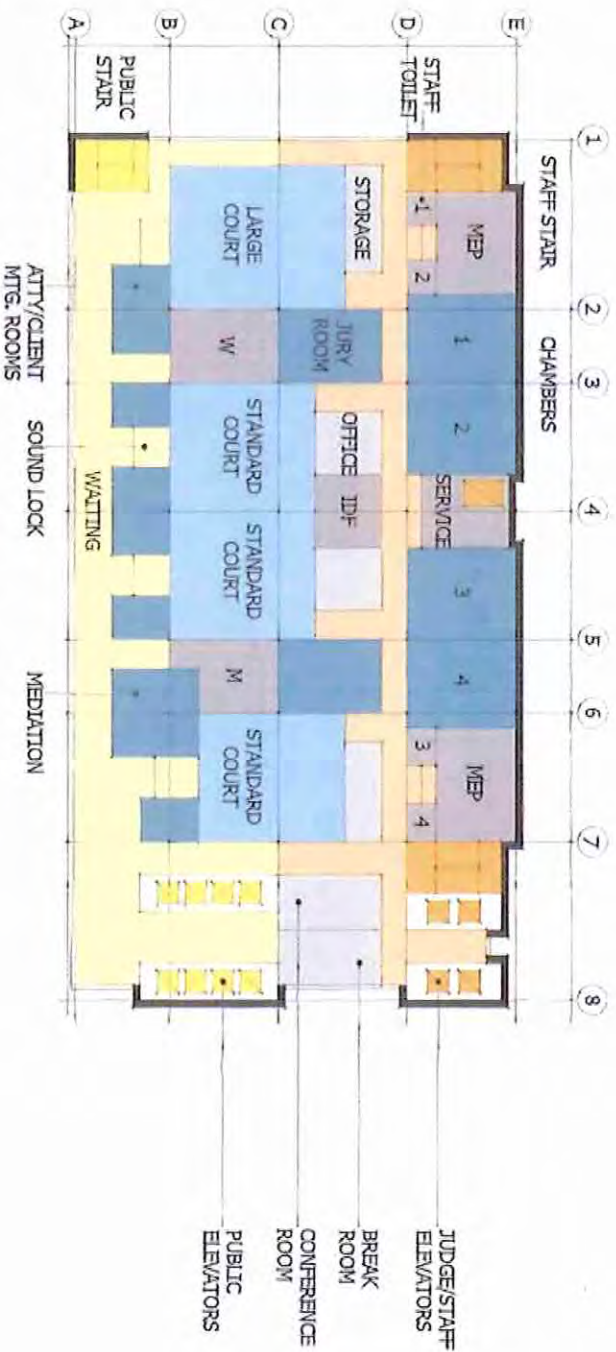 1
2
3
4
5
6
7
8
STAFF STAIR
CHAMBERS
E
D
C
B
A
STAFF
TOILET
PUBLIC
STAIR
MEP
1
2
1
2
SERVICE
3
4
MEP
3
4
STORAGE
JURY
ROOM
OFFICE
IDF
LARGE
COURT
W
STANDARD
COURT
STANDARD
COURT
M
STANDARD
COURT
WAITING
ATTY/CLIENT
MTG. ROOMS
SOUND LOCK
MEDIATION
JUDGE/STAFF
ELEVATORS
BREAK
ROOM
CONFERENCE
ROOM
PUBLIC
ELEVATORS